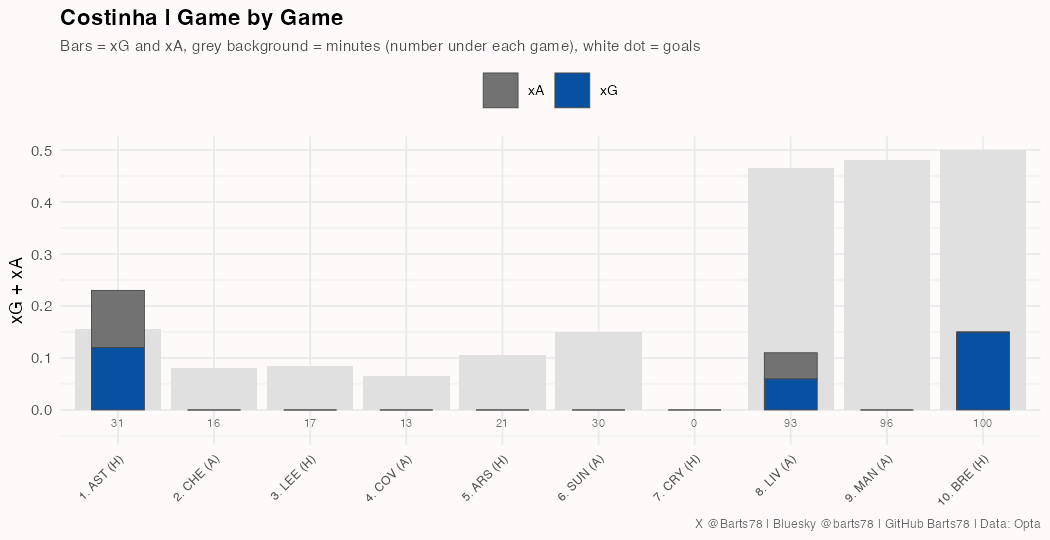 Costinha | Game by Game
Bars = xG and xA, grey background = minutes (number under each game), white dot = goals
xA xG
xG + xA
0.5
0.4
0.3
0.2
0.1
0.0
31 16 17 13 21 30 0 93 96 100
1. AST (H) 2. CHE (A) 3. LEE (H) 4. COV (A) 5. ARS (H) 6. SUN (A) 7. CRY (H) 8. LIV (A) 9. MAN (A) 10. BRE (H)
X @Barts78 | Bluesky @barts78 | GitHub Barts78 | Data: Opta